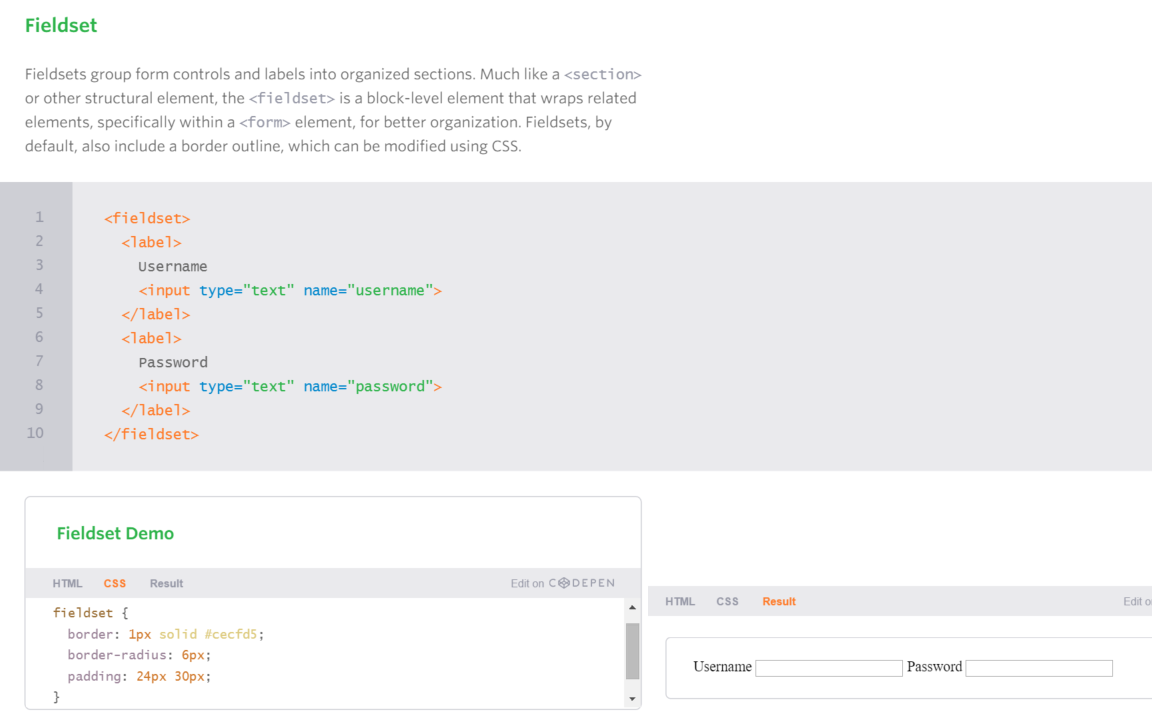 Fieldset
Fieldsets group form controls and labels into organized sections. Much like a <section>
or other structural element, the <fieldset> is a block-level element that wraps related
elements, specifically within a <form> element, for better organization. Fieldsets, by
default, also include a border outline, which can be modified using CSS.
1 <fieldset>
2 <label>
3 Username
4 <input type="text" name="username">
5 </label>
6 <label>
7 Password
8 <input type="text" name="password">
9 </label>
10 </fieldset>
Fieldset Demo
HTML CSS Result Edit on CODEPEN
fieldset {
border: 1px solid #cecfd5;
border-radius: 6px;
padding: 24px 30px;
}
HTML CSS Result Edit
Username Password